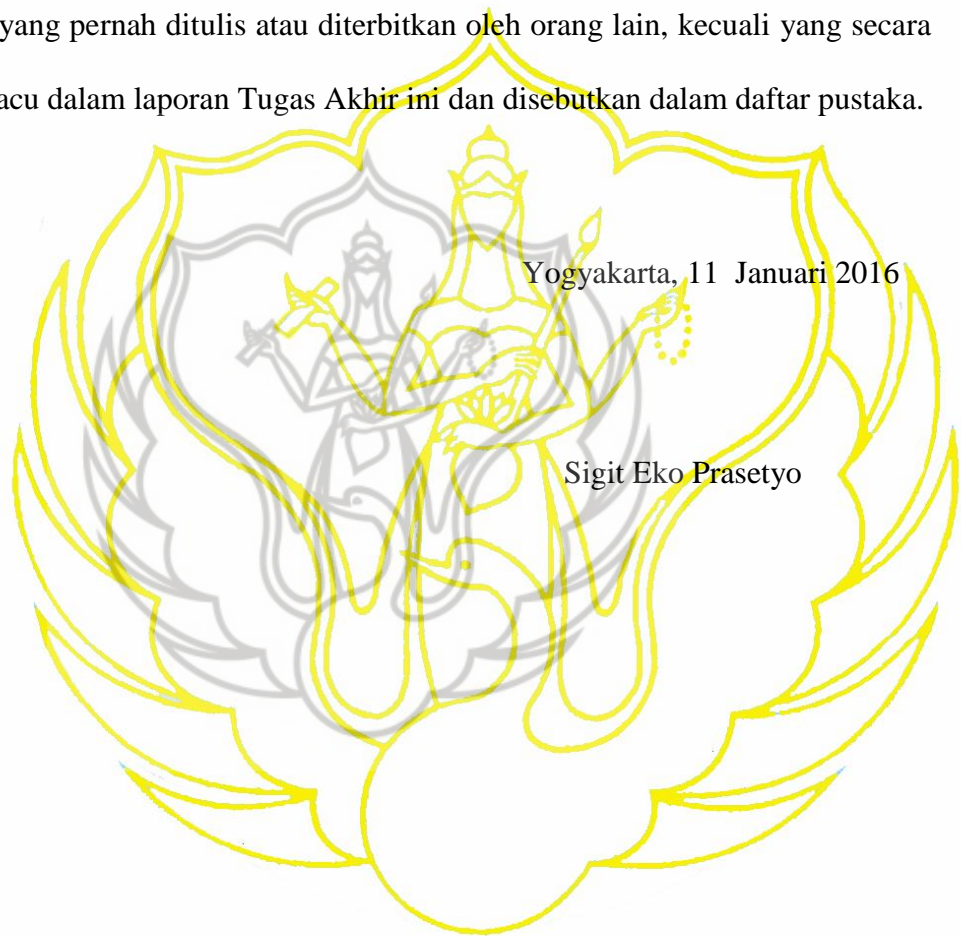 yang pernah ditulis atau diterbitkan oleh orang lain, kecuali yang secara
acu dalam laporan Tugas Akhir ini dan disebutkan dalam daftar pustaka.
Yogyakarta, 11 Januari 2016
Sigit Eko Prasetyo